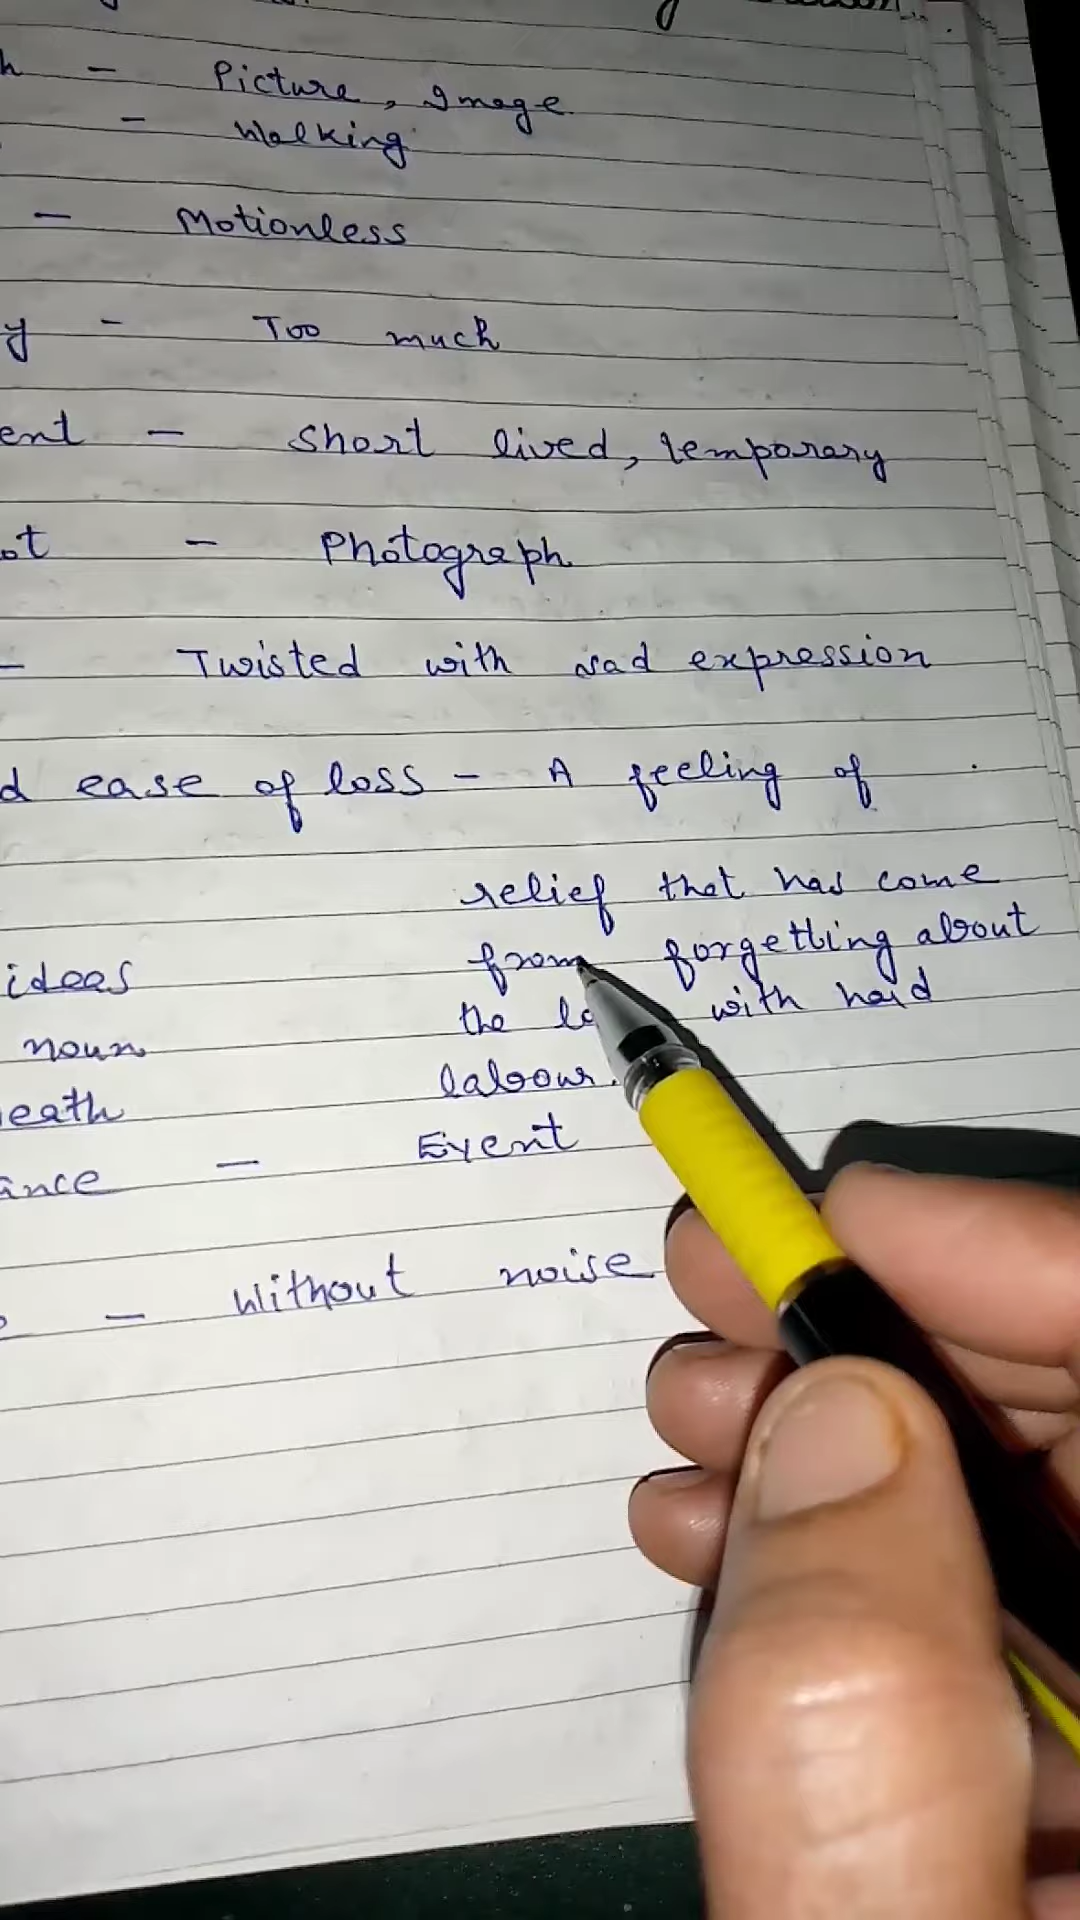 h - Picture, Image
- Walking
- Motionless
y - Too much
ent - Short lived, temporary
ot - Photograph
- Twisted with sad expression
d ease of loss - A feeling of
relief that has come
ideas from forgetting about
noun the lo with hard
eath labour.
ance - Event
- Without noise